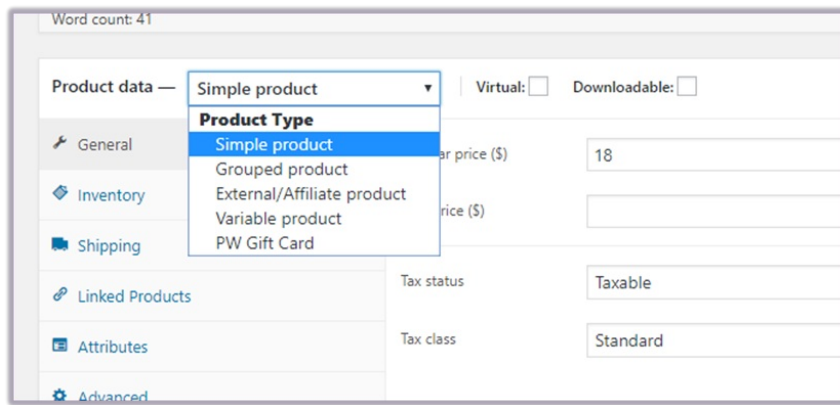 Word count: 41
Product data — Simple product Virtual: Downloadable:
Product Type
Simple product
Grouped product
External/Affiliate product
Variable product
PW Gift Card
General
Inventory
Shipping
Linked Products
Attributes
Advanced
ar price ($) 18
rice ($)
Tax status Taxable
Tax class Standard